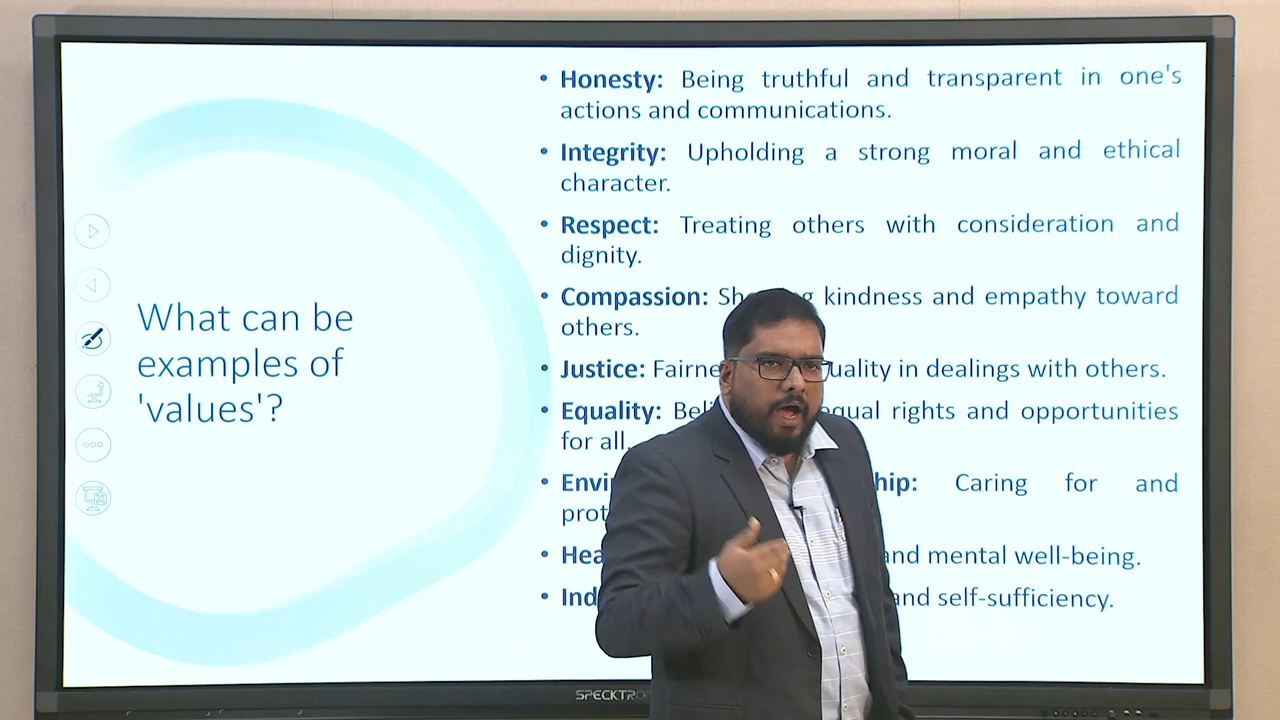 What can be
examples of
'values'?
• Honesty: Being truthful and transparent in one's
actions and communications.
• Integrity: Upholding a strong moral and ethical
character.
• Respect: Treating others with consideration and
dignity.
• Compassion: kindness and empathy toward
others.
• Justice: in dealings with others.
• Equality: equal rights and opportunities
for all.
• Caring for and
• and mental well-being.
• and self-sufficiency.